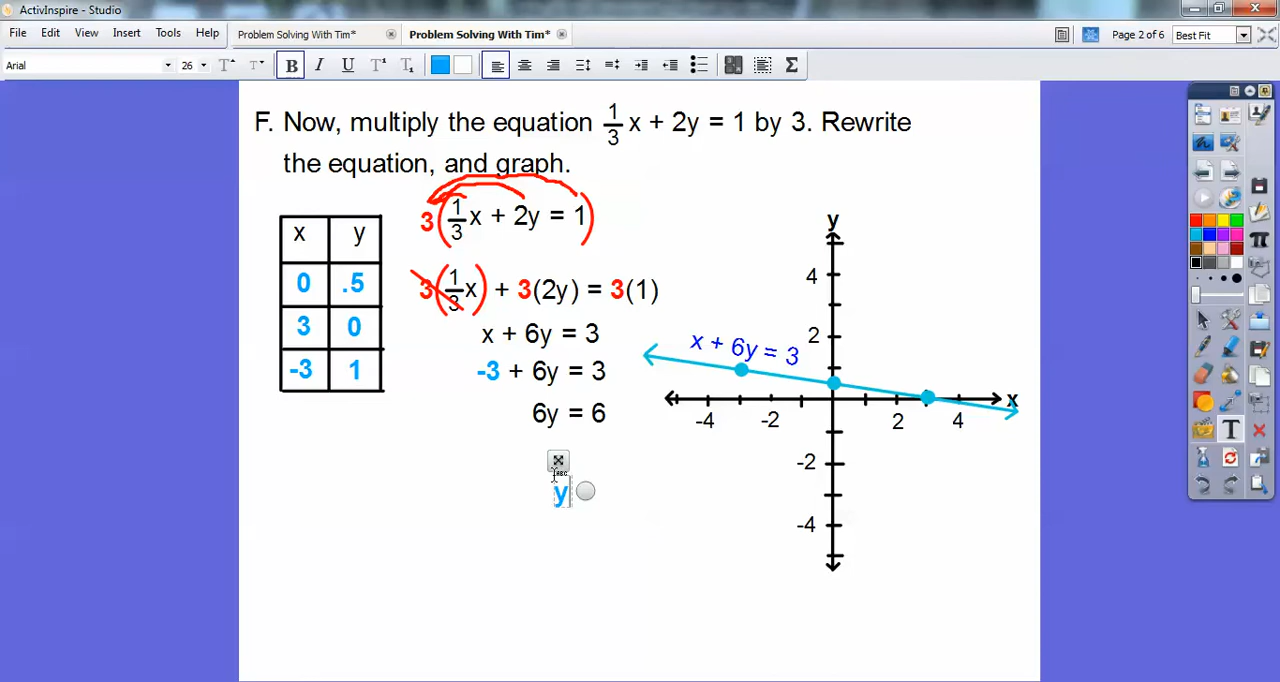 ActivInspire - Studio
File Edit View Insert Tools Help
Problem Solving With Tim* Problem Solving With Tim*
Page 2 of 6 Best Fit
Arial 26 B I U T T Σ
F. Now, multiply the equation 1/3 x + 2y = 1 by 3. Rewrite
the equation, and graph.
x y
0 .5
3 0
-3 1
3(1/3 x + 2y = 1)
3(1/3 x) + 3(2y) = 3(1)
x + 6y = 3
-3 + 6y = 3
6y = 6
ABC
y
y
4
2
x + 6y = 3
x
-4 -2 2 4
-2
-4
T